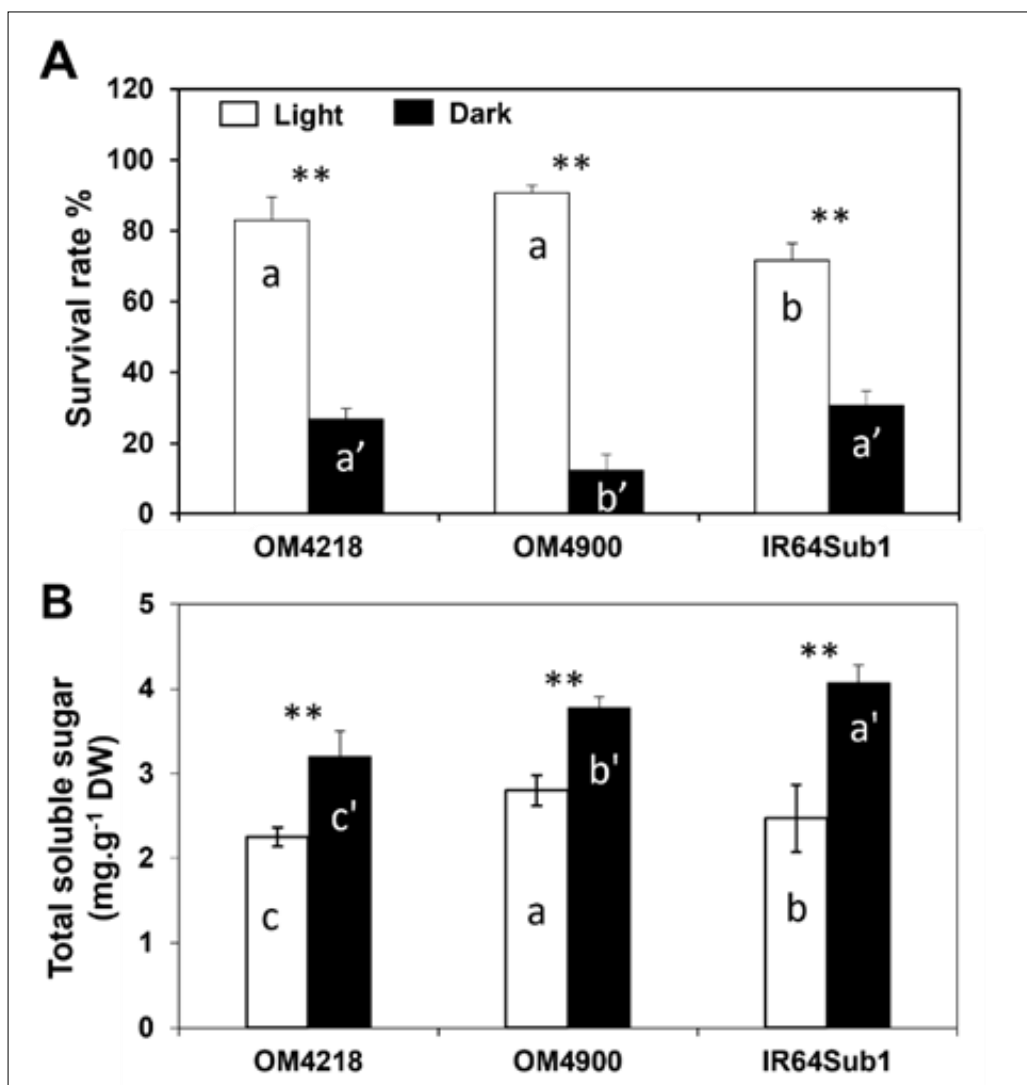 A
Survival rate %
120
100
80
60
40
20
0
Light Dark
** ** **
a a' a b' b a'
OM4218 OM4900 IR64Sub1
B
Total soluble sugar
(mg.g⁻¹ DW)
5
4
3
2
1
0
** ** **
c c' a b' b a'
OM4218 OM4900 IR64Sub1